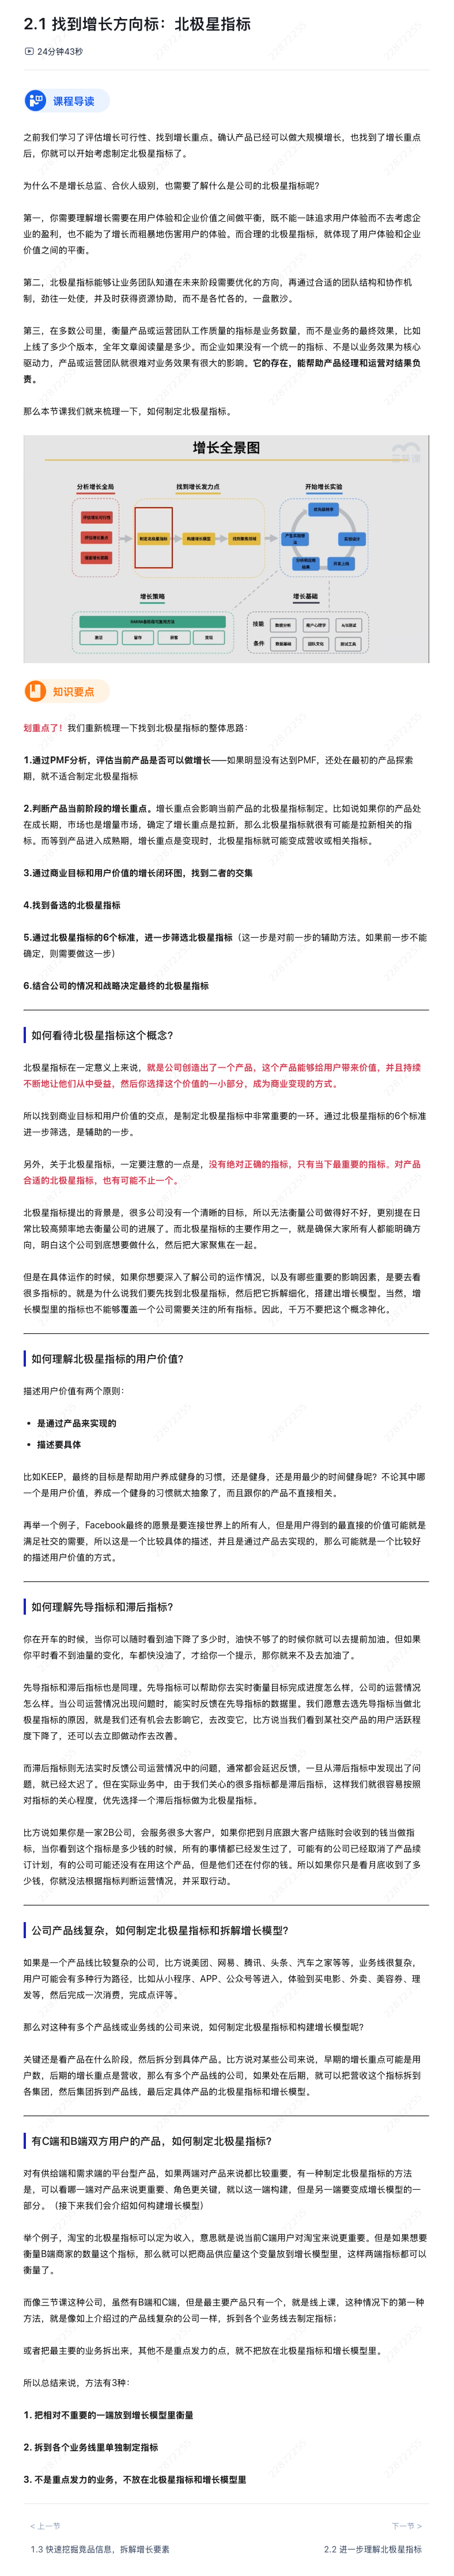 2.1 找到增长方向标：北极星指标
24分钟43秒
课程导读
之前我们学习了评估增长可行性、找到增长重点。确认产品已经可以做大规模增长，也找到了增长重点
后，你就可以开始考虑制定北极星指标了。
为什么不是增长总监、合伙人级别，也需要了解什么是公司的北极星指标呢？
第一，你需要理解增长需要在用户体验和企业价值之间做平衡，既不能一味追求用户体验而不去考虑企
业的盈利，也不能为了增长而粗暴地伤害用户的体验。而合理的北极星指标，就体现了用户体验和企业
价值之间的平衡。
第二，北极星指标能够让业务团队知道在未来阶段需要优化的方向，再通过合适的团队结构和协作机
制，劲往一处使，并及时获得资源协助，而不是各忙各的，一盘散沙。
第三，在多数公司里，衡量产品或运营团队工作质量的指标是业务数量，而不是业务的最终效果，比如
上线了多少个版本，全年文章阅读量是多少。而企业如果没有一个统一的指标、不是以业务效果为核心
驱动力，产品或运营团队就很难对业务效果有很大的影响。它的存在，能帮助产品经理和运营对结果负
责。
那么本节课我们就来梳理一下，如何制定北极星指标。
增长全景图
分析增长全局
找到增长发力点
开始增长实验
评估增长可行性
评估增长重点
制定北极星指标
构建增长模型
找到聚焦领域
实验设计
开发上线
增长策略
增长基础
激活
留存
获客
变现
技能
数据分析
用户心理学
条件
数据基础
团队文化
测试工具
知识要点
划重点了！我们重新梳理一下找到北极星指标的整体思路：
1.通过PMF分析，评估当前产品是否可以做增长——如果明显没有达到PMF，还处在最初的产品探索
期，就不适合制定北极星指标
2.判断产品当前阶段的增长重点。增长重点会影响当前产品的北极星指标制定。比如说如果你的产品处
在成长期，市场也是增量市场，确定了增长重点是拉新，那么北极星指标就很有可能是拉新相关的指
标。而等到产品进入成熟期，增长重点是变现时，北极星指标就可能变成营收或相关指标。
3.通过商业目标和用户价值的增长闭环图，找到二者的交集
4.找到备选的北极星指标
5.通过北极星指标的6个标准，进一步筛选北极星指标（这一步是对前一步的辅助方法。如果前一步不能
确定，则需要做这一步）
6.结合公司的情况和战略决定最终的北极星指标
如何看待北极星指标这个概念?
北极星指标在一定意义上来说，就是公司创造出了一个产品，这个产品能够给用户带来价值，并且持续
不断地让他们从中受益，然后你选择这个价值的一小部分，成为商业变现的方式。
所以找到商业目标和用户价值的交点，是制定北极星指标中非常重要的一环。通过北极星指标的6个标准
进一步筛选，是辅助的一步。
另外，关于北极星指标，一定要注意的一点是，没有绝对正确的指标，只有当下最重要的指标。对产品
合适的北极星指标，也有可能不止一个。
北极星指标提出的背景是，很多公司没有一个清晰的目标，所以无法衡量公司做得好不好，更别提在日
常比较高频率地去衡量公司的进展了。而北极星指标的主要作用之一，就是确保大家所有人都能明确方
向，明白这个公司到底想要做什么，然后把大家聚焦在一起。
但是在具体运作的时候，如果你想要深入了解公司的运作情况，以及有哪些重要的影响因素，是要去看
很多指标的。就是为什么说我们要先找到北极星指标，然后把它拆解细化，搭建出增长模型。当然，增
长模型里的指标也不能够覆盖一个公司需要关注的所有指标。因此，千万不要把这个概念神化。
如何理解北极星指标的用户价值?
描述用户价值有两个原则：
• 是通过产品来实现的
• 描述要具体
比如KEEP，最终的目标是帮助用户养成健身的习惯，还是健身，还是用最少的时间健身呢？不论其中哪
一个是用户价值，养成一个健身的习惯就太抽象了，而且跟你的产品不直接相关。
再举一个例子，Facebook最终的愿景是要连接世界上的所有人，但是用户得到的最直接的价值可能就是
满足社交的需要，所以这是一个比较具体的描述，并且是通过产品去实现的，那么可能就是一个比较好
的描述用户价值的方式。
如何理解先导指标和滞后指标?
你在开车的时候，当你可以随时看到油下降了多少时，油快不够了的时候你就可以去提前加油。但如果
你平时看不到油量的变化，车都快没油了，才给你一个提示，那你就来不及去加油了。
先导指标和滞后指标也是同理。先导指标可以帮助你去实时衡量目标完成进度怎么样，公司的运营情况
怎么样。当公司运营情况出现问题时，能实时反馈在先导指标的数据里。我们愿意去选先导指标当做北
极星指标的原因，就是我们还有机会去影响它，去改变它，比方说当我们看到某社交产品的用户活跃程
度下降了，还可以去立即做动作去改善。
而滞后指标则无法实时反馈公司运营情况中的问题，通常都会延迟反馈，一旦从滞后指标中发现出了问
题，就已经太迟了。但在实际业务中，由于我们关心的很多指标都是滞后指标，这样我们就很容易按照
对指标的关心程度，优先选择一个滞后指标做为北极星指标。
比方说如果你是一家2B公司，会服务很多大客户，如果你把到月底跟大客户结账时会收到的钱当做指
标，当你看到这个指标是多少钱的时候，所有的事情都已经发生过了，可能有的公司已经取消了产品续
订计划，有的公司可能还没有在用这个产品，但是他们还在付你的钱。所以如果你只是看月底收到了多
少钱，你就没法根据指标判断运营情况，并采取行动。
公司产品线复杂，如何制定北极星指标和拆解增长模型?
如果是一个产品线比较复杂的公司，比方说美团、网易、腾讯、头条、汽车之家等等，业务线很复杂，
用户可能会有多种行为路径，比如从小程序、APP、公众号等进入，体验到买电影、外卖、美容券、理
发等，然后完成一次消费，完成点评等。
那么对这种有多个产品线或业务线的公司来说，如何制定北极星指标和构建增长模型呢？
关键还是看产品在什么阶段，然后拆分到具体产品。比方说对某些公司来说，早期的增长重点可能是用
户数，后期的增长重点是营收，那么有多个产品线的公司，如果处在后期，就可以把营收这个指标拆到
各集团，然后集团拆到产品线，最后定具体产品的北极星指标和增长模型。
有C端和B端双方用户的产品，如何制定北极星指标?
对有供给端和需求端的平台型产品，如果两端对产品来说都比较重要，有一种制定北极星指标的方法
是，可以看哪一端对产品来说更重要、角色更关键，就以这一端构建，但是另一端要变成增长模型的一
部分。（接下来我们会介绍如何构建增长模型）
举个例子，淘宝的北极星指标可以定为收入，意思就是说当前C端用户对淘宝来说更重要。但是如果想要
衡量B端商家的数量这个指标，那么就可以把商品供应量这个变量放到增长模型里，这样两端指标都可以
衡量了。
而像三节课这种公司，虽然有B端和C端，但是最主要产品只有一个，就是线上课，这种情况下的第一种
方法，就是像如上介绍过的产品线复杂的公司一样，拆到各个业务线去制定指标；
或者把最主要的业务拆出来，其他不是重点发力的点，就不把放在北极星指标和增长模型里。
所以总结来说，方法有3种：
1. 把相对不重要的一端放到增长模型里衡量
2. 拆到各个业务线里单独制定指标
3. 不是重点发力的业务，不放在北极星指标和增长模型里
< 上一节
下一节 >
1.3 快速挖掘竞品信息，拆解增长要素
2.2 进一步理解北极星指标